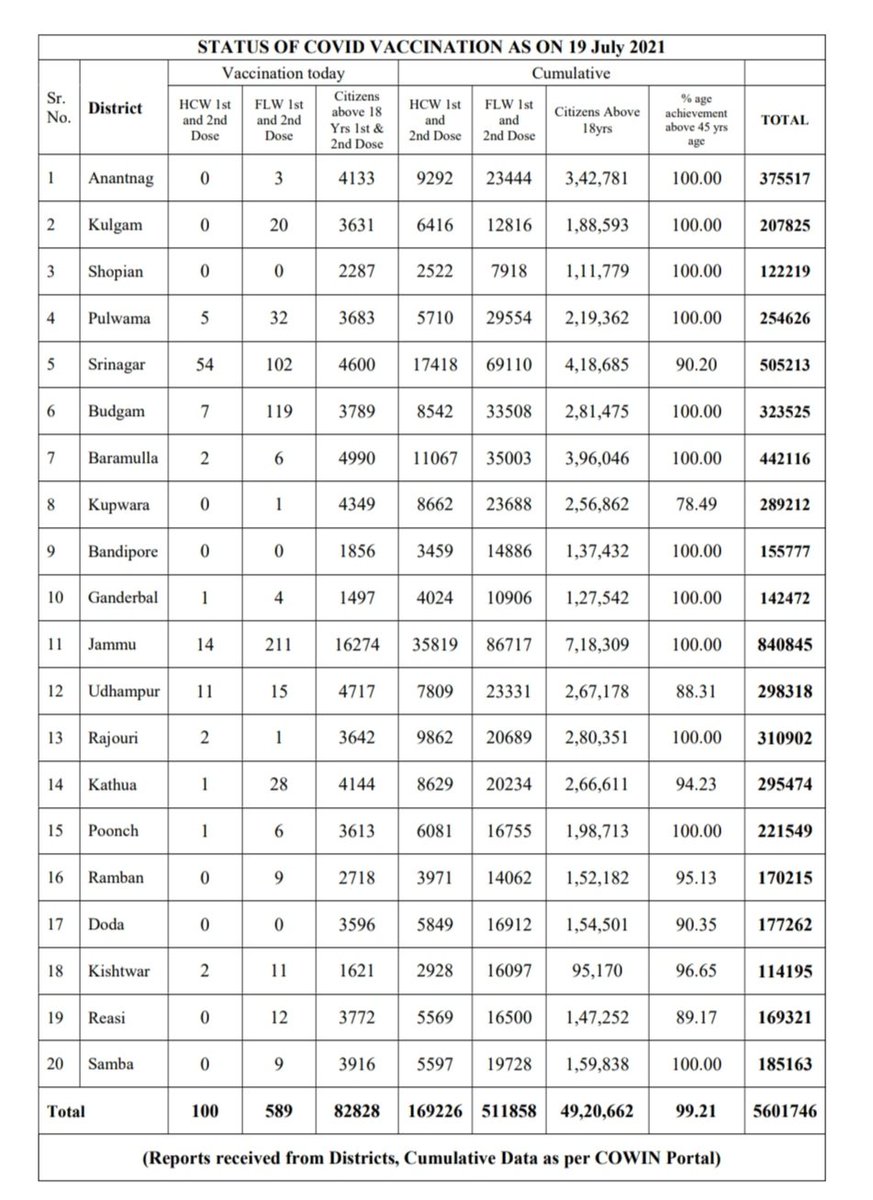 STATUS OF COVID VACCINATION AS ON 19 July 2021
Vaccination today Cumulative
Sr. No. District HCW 1st and 2nd Dose FLW 1st and 2nd Dose Citizens above 18 Yrs 1st & 2nd Dose HCW 1st and 2nd Dose FLW 1st and 2nd Dose Citizens Above 18yrs % age achievement above 45 yrs age TOTAL
1 Anantnag 0 3 4133 9292 23444 3,42,781 100.00 375517
2 Kulgam 0 20 3631 6416 12816 1,88,593 100.00 207825
3 Shopian 0 0 2287 2522 7918 1,11,779 100.00 122219
4 Pulwama 5 32 3683 5710 29554 2,19,362 100.00 254626
5 Srinagar 54 102 4600 17418 69110 4,18,685 90.20 505213
6 Budgam 7 119 3789 8542 33508 2,81,475 100.00 323525
7 Baramulla 2 6 4990 11067 35003 3,96,046 100.00 442116
8 Kupwara 0 1 4349 8662 23688 2,56,862 78.49 289212
9 Bandipore 0 0 1856 3459 14886 1,37,432 100.00 155777
10 Ganderbal 1 4 1497 4024 10906 1,27,542 100.00 142472
11 Jammu 14 211 16274 35819 86717 7,18,309 100.00 840845
12 Udhampur 11 15 4717 7809 23331 2,67,178 88.31 298318
13 Rajouri 2 1 3642 9862 20689 2,80,351 100.00 310902
14 Kathua 1 28 4144 8629 20234 2,66,611 94.23 295474
15 Poonch 1 6 3613 6081 16755 1,98,713 100.00 221549
16 Ramban 0 9 2718 3971 14062 1,52,182 95.13 170215
17 Doda 0 0 3596 5849 16912 1,54,501 90.35 177262
18 Kishtwar 2 11 1621 2928 16097 95,170 96.65 114195
19 Reasi 0 12 3772 5569 16500 1,47,252 89.17 169321
20 Samba 0 9 3916 5597 19728 1,59,838 100.00 185163
Total 100 589 82828 169226 511858 49,20,662 99.21 5601746
(Reports received from Districts, Cumulative Data as per COWIN Portal)